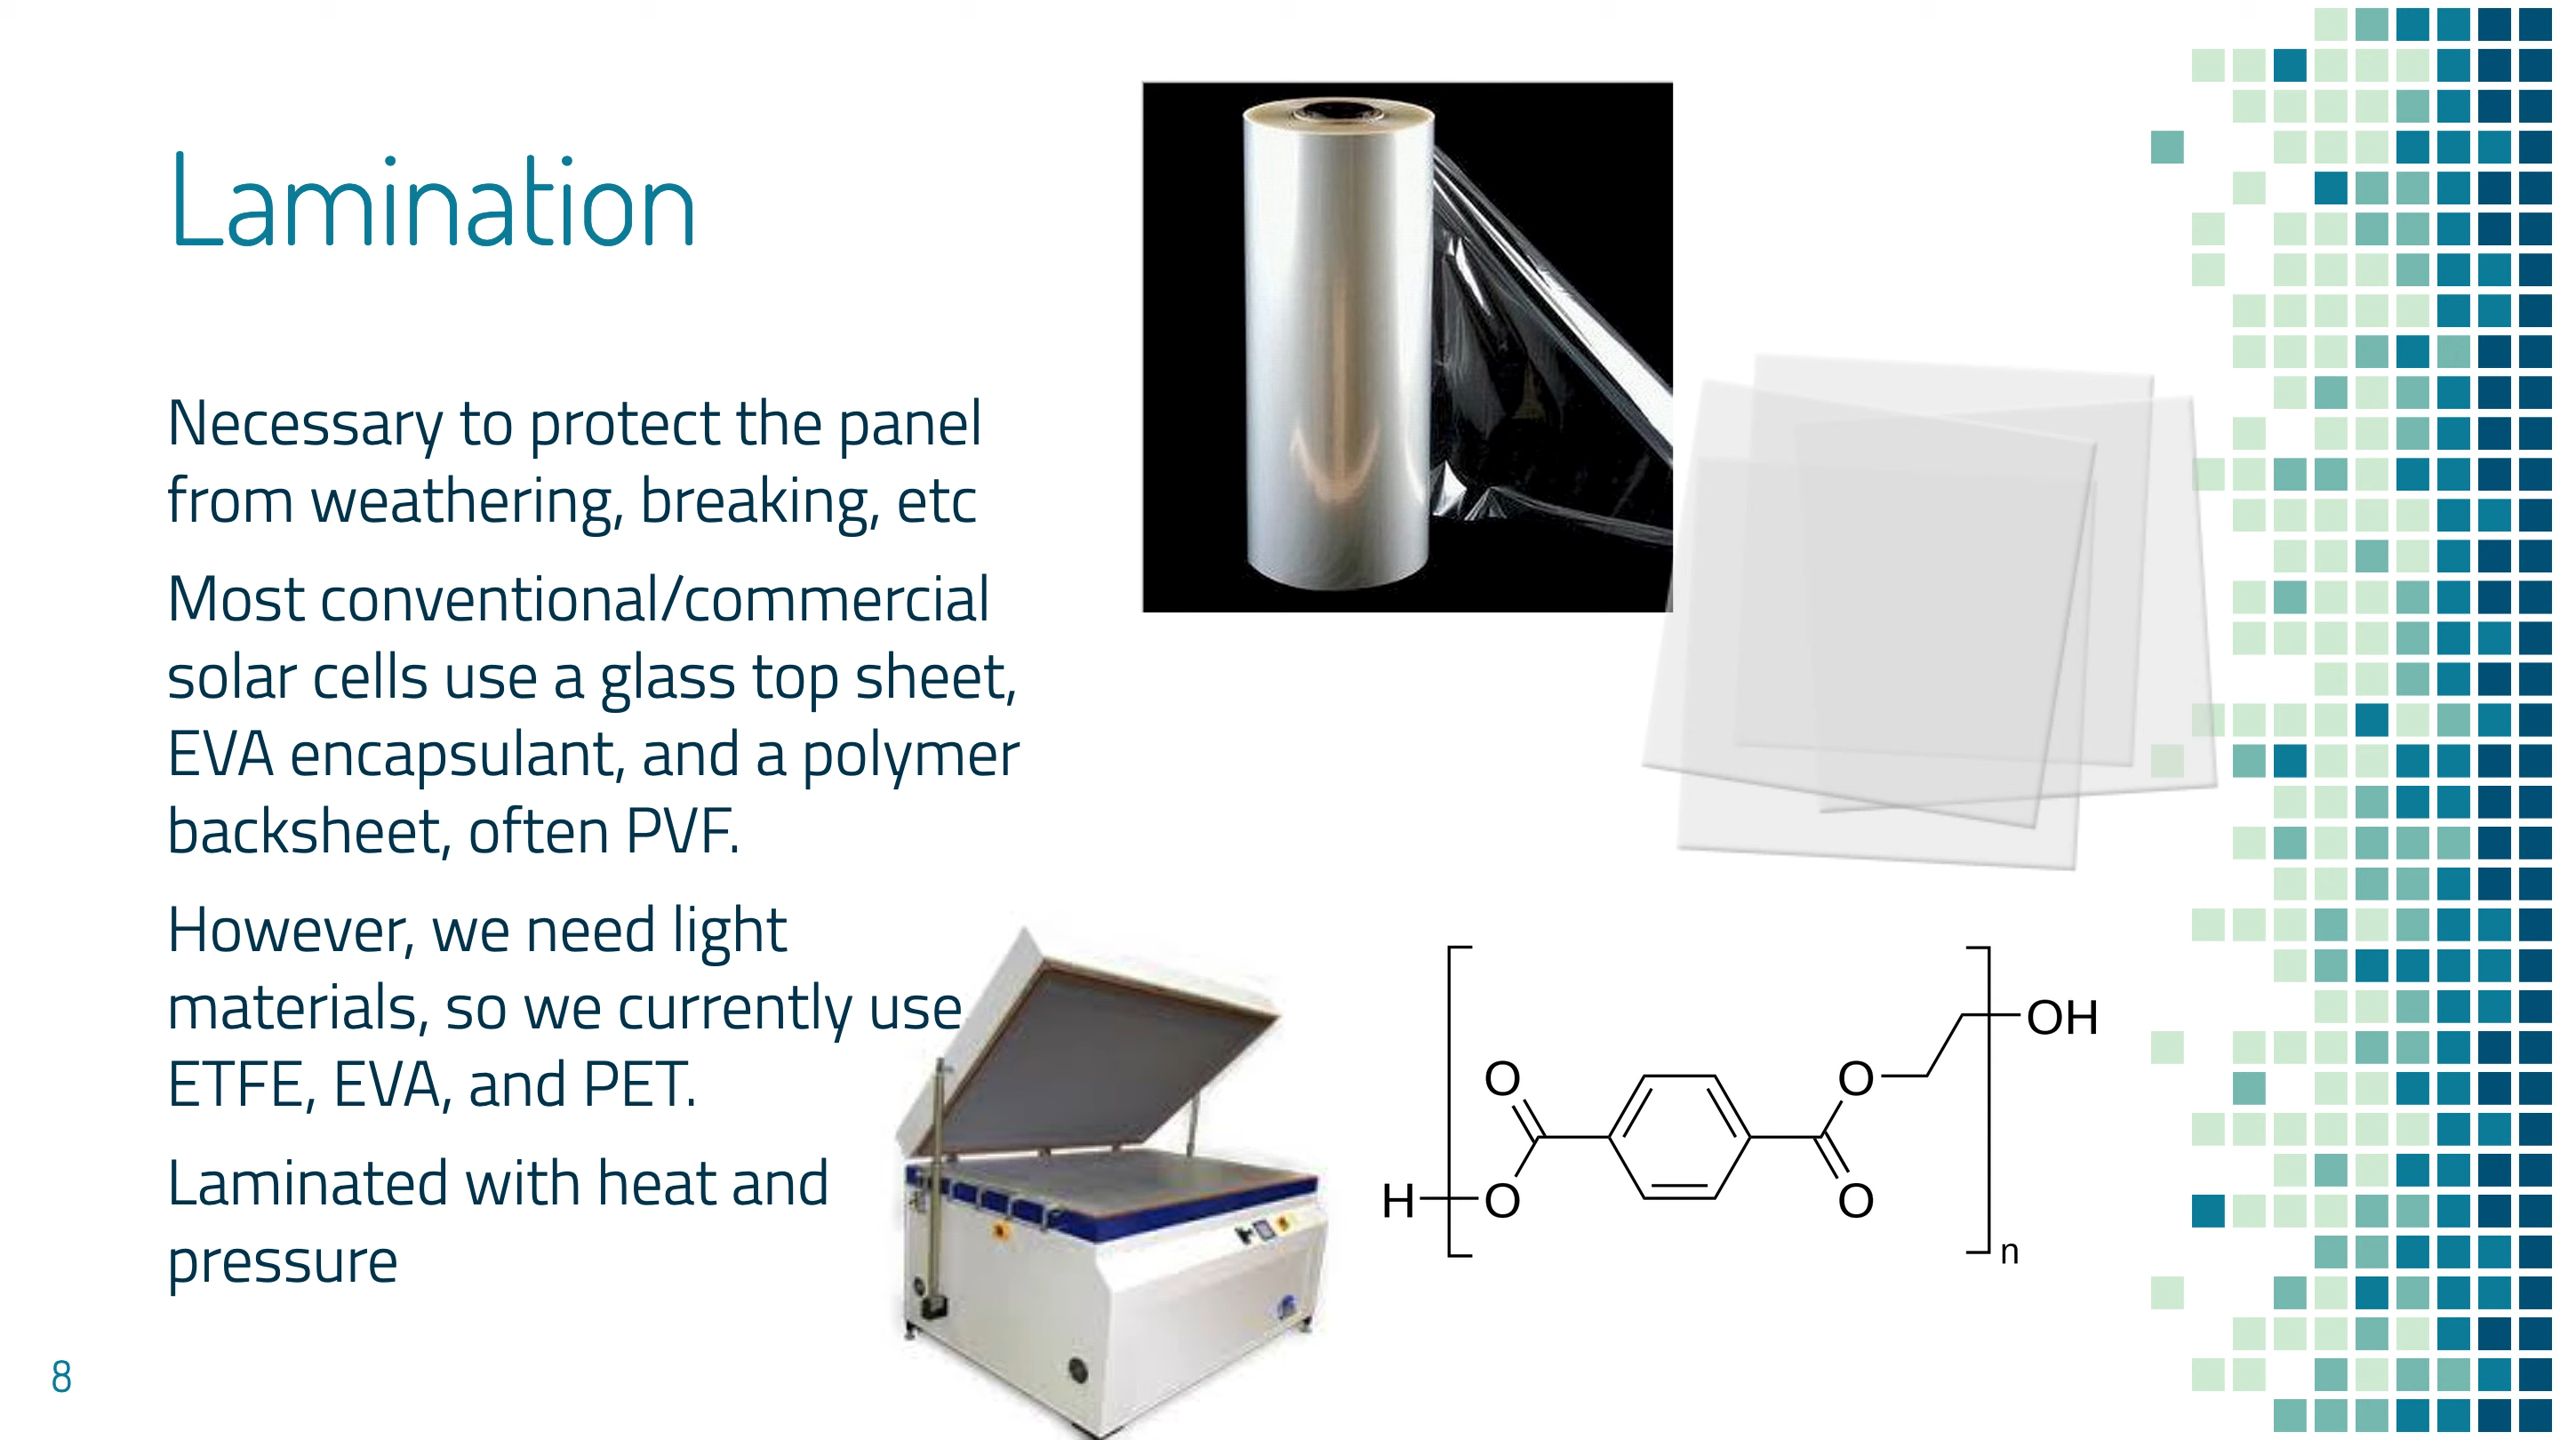 Lamination
Necessary to protect the panel
from weathering, breaking, etc
Most conventional/commercial
solar cells use a glass top sheet,
EVA encapsulant, and a polymer
backsheet, often PVF.
However, we need light
materials, so we currently use
ETFE, EVA, and PET.
Laminated with heat and
pressure
OH
O
O
H
O
O
n
8